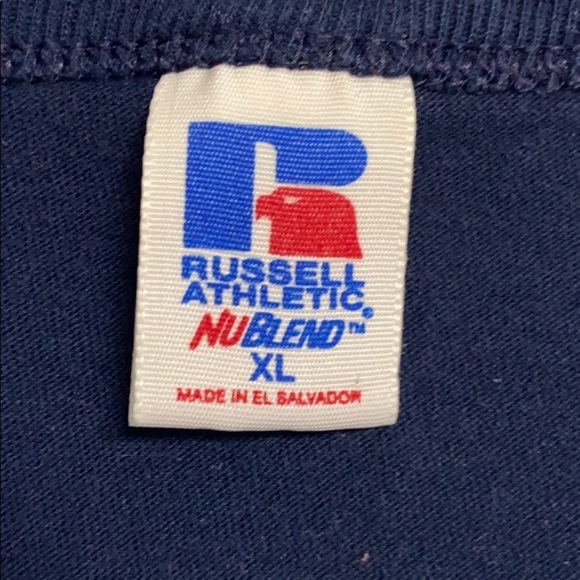 RUSSELL
ATHLETIC®
NUBLEND™
XL
MADE IN EL SALVADOR